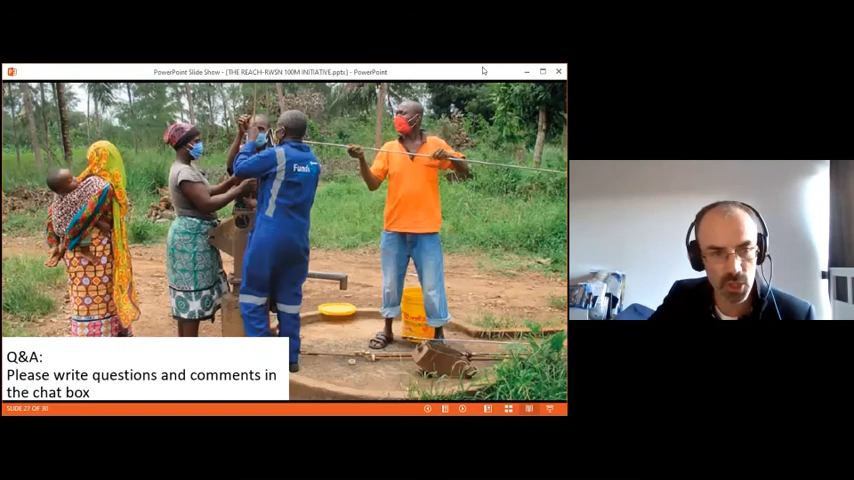 PowerPoint Slide Show - [THE REACH-RWSN 100M INITIATIVE.pptx] - PowerPoint
Fundi
Q&A:
Please write questions and comments in
the chat box
SLIDE 27 OF 30